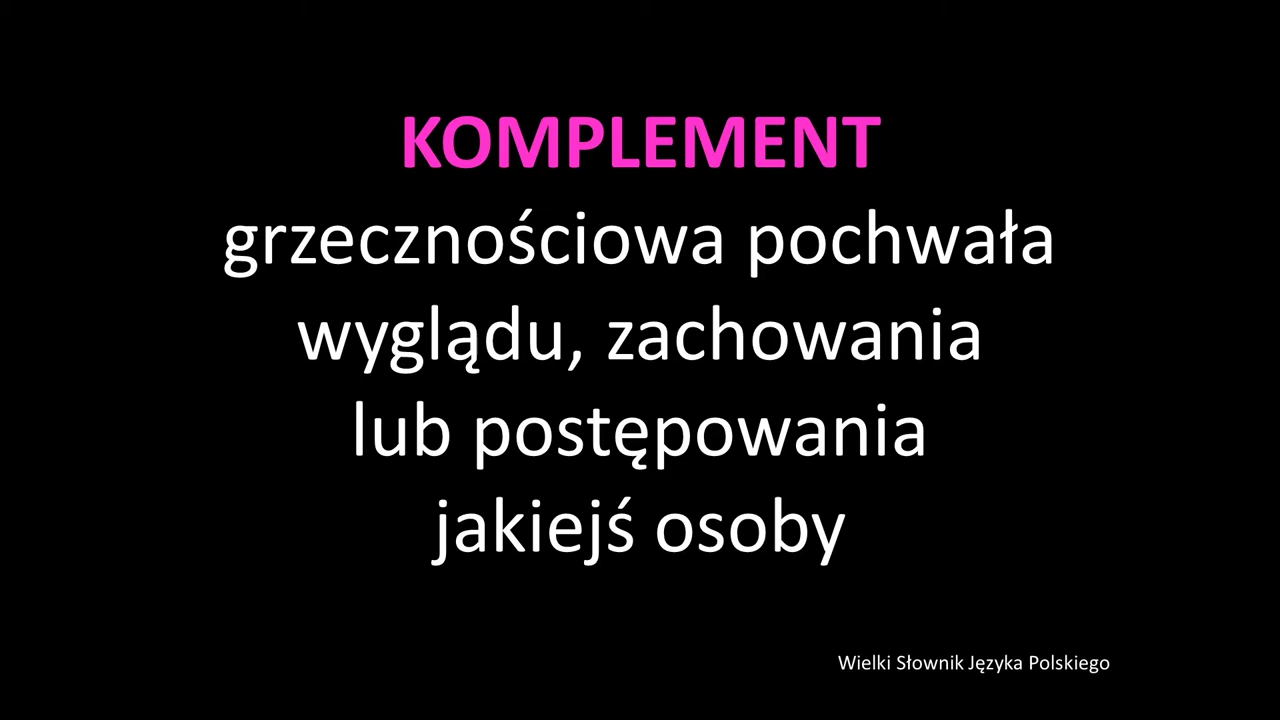 KOMPLEMENT
grzecznościowa pochwała
wyglądu, zachowania
lub postępowania
jakiejś osoby
Wielki Słownik Języka Polskiego